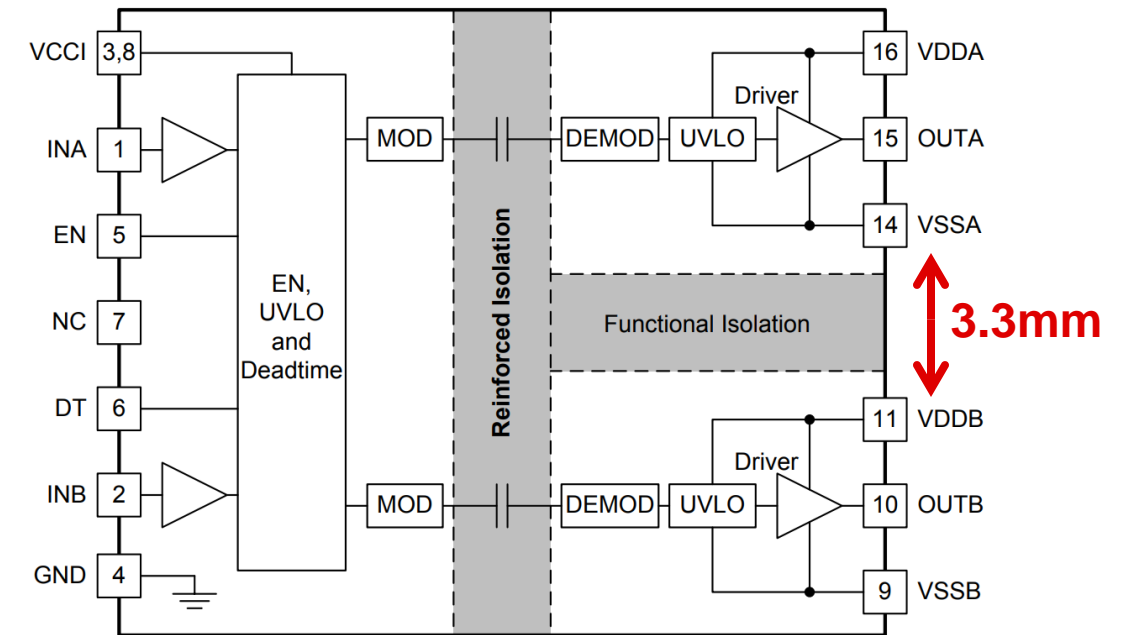 VCCI 3,8
INA 1
EN 5
NC 7
DT 6
INB 2
GND 4
EN,
UVLO
and
Deadtime
MOD
MOD
Reinforced Isolation
DEMOD
UVLO
Driver
16 VDDA
15 OUTA
14 VSSA
Functional Isolation
3.3mm
DEMOD
UVLO
Driver
11 VDDB
10 OUTB
9 VSSB